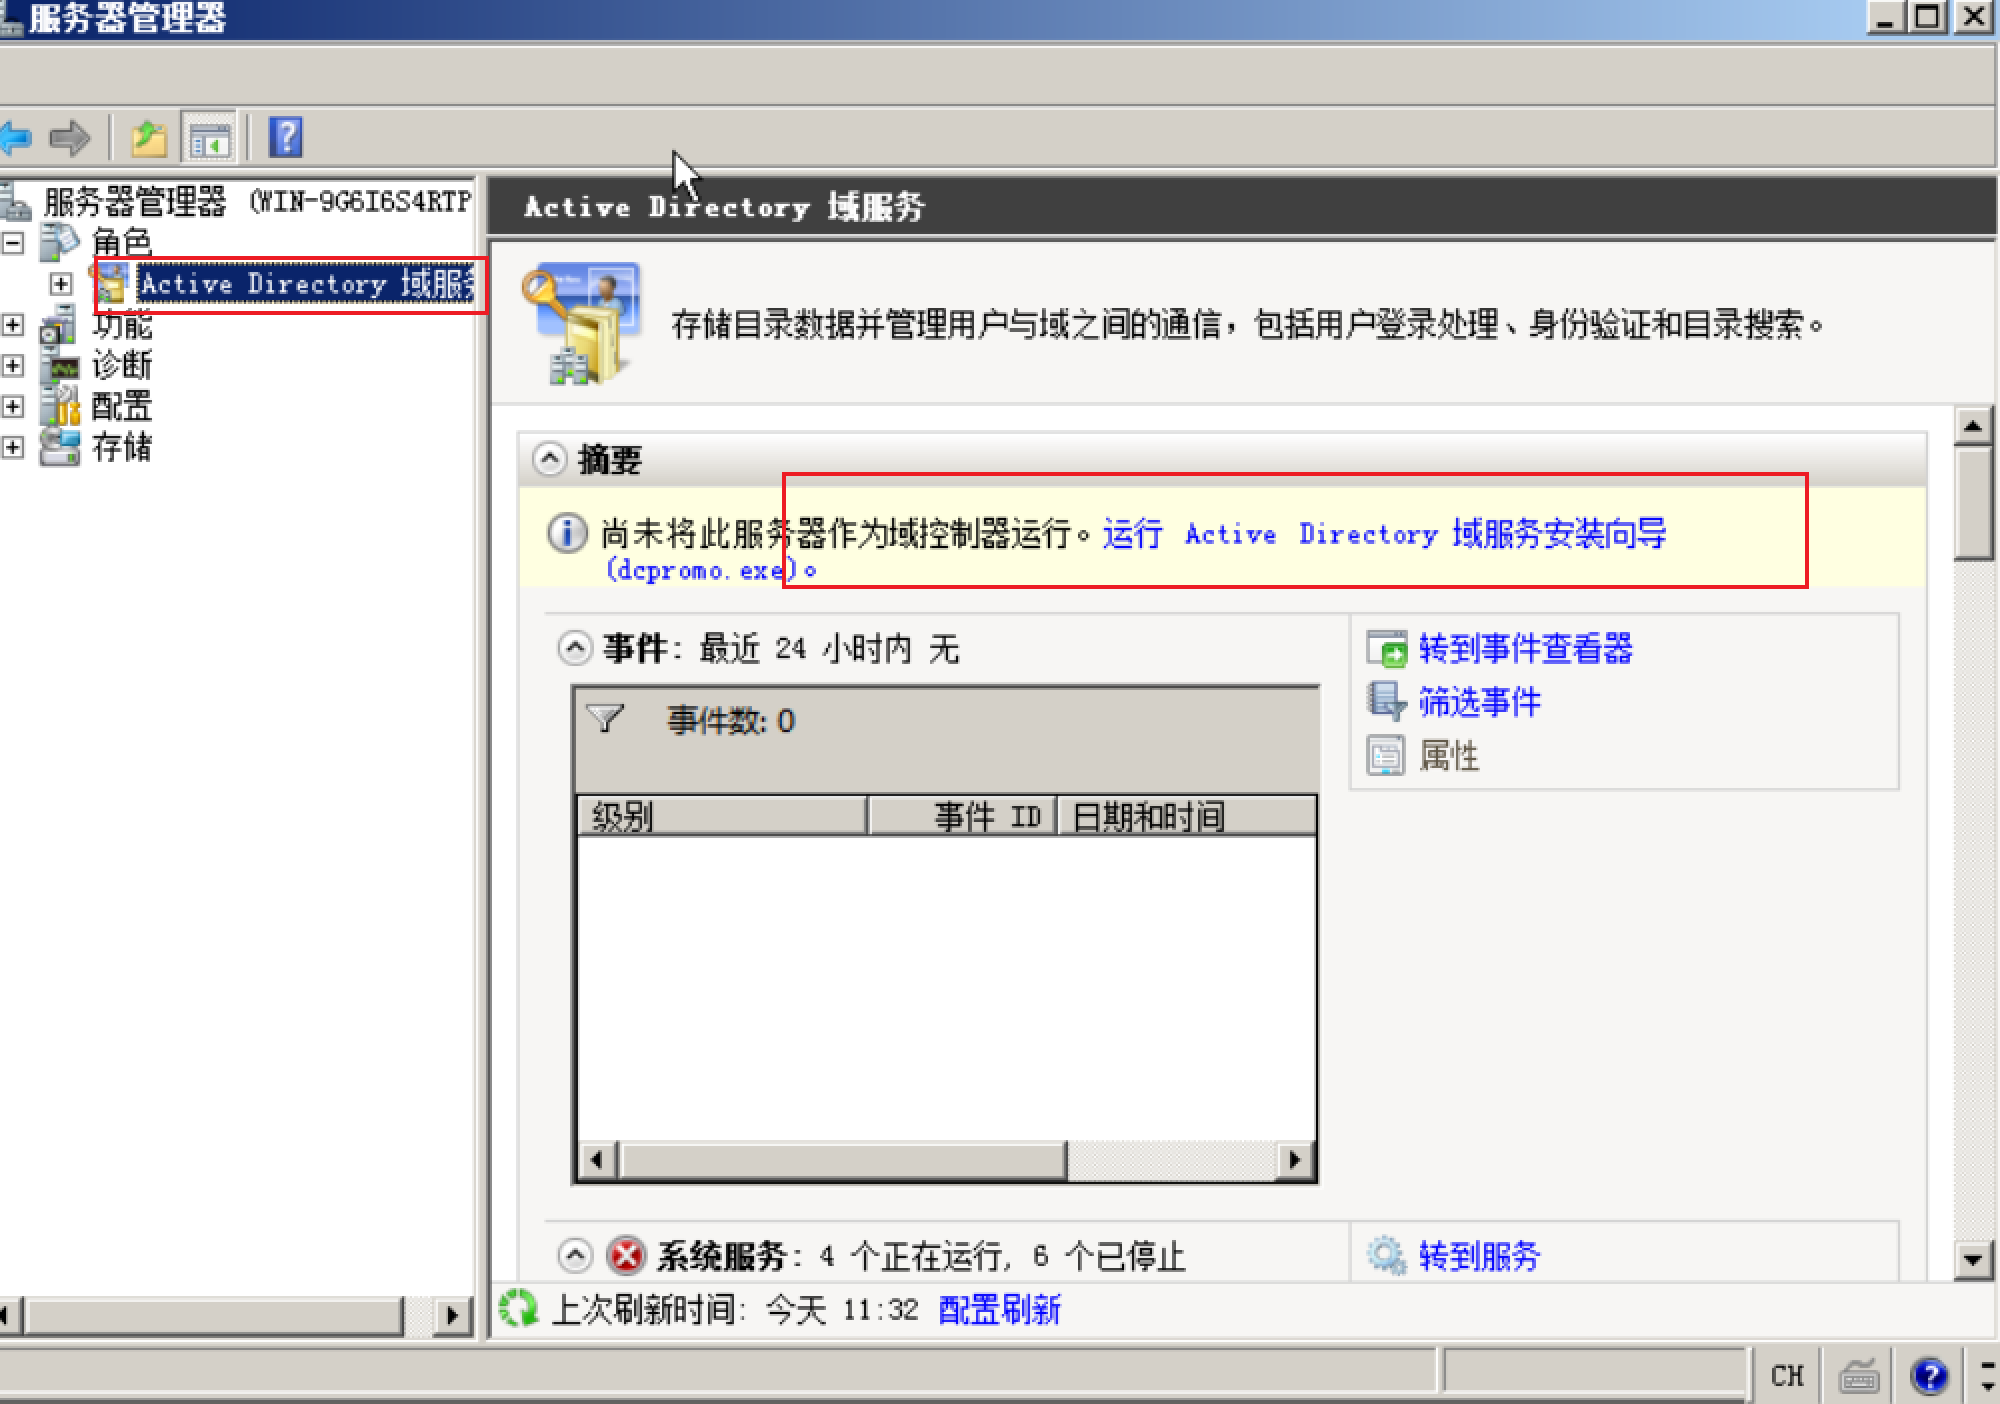 服务器管理器
服务器管理器 (WIN-9G6I6S4RTP
角色
Active Directory 域服务
功能
诊断
配置
存储
Active Directory 域服务
存储目录数据并管理用户与域之间的通信，包括用户登录处理、身份验证和目录搜索。
摘要
尚未将此服务器作为域控制器运行。运行 Active Directory 域服务安装向导
(dcpromo.exe)。
事件: 最近 24 小时内 无
转到事件查看器
筛选事件
属性
事件数: 0
级别 事件 ID 日期和时间
系统服务: 4 个正在运行, 6 个已停止
转到服务
上次刷新时间: 今天 11:32 配置刷新
CH